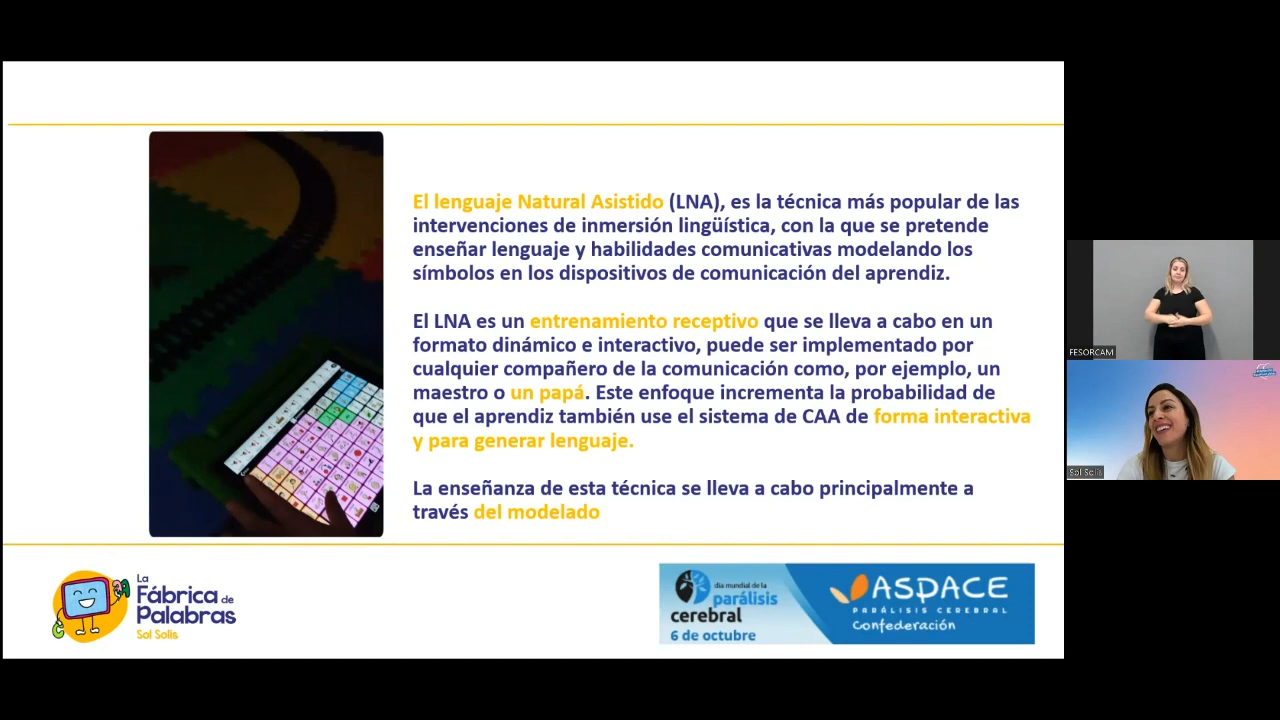 El lenguaje Natural Asistido (LNA), es la técnica más popular de las
intervenciones de inmersión lingüística, con la que se pretende
enseñar lenguaje y habilidades comunicativas modelando los
símbolos en los dispositivos de comunicación del aprendiz.
El LNA es un entrenamiento receptivo que se lleva a cabo en un
formato dinámico e interactivo, puede ser implementado por
cualquier compañero de la comunicación como, por ejemplo, un
maestro o un papá. Este enfoque incrementa la probabilidad de
que el aprendiz también use el sistema de CAA de forma interactiva
y para generar lenguaje.
La enseñanza de esta técnica se lleva a cabo principalmente a
través del modelado
La
Fábrica de
Palabras
Sol Solis
dia mundial de la
parálisis
cerebral
6 de octubre
ASPACE
PARÁLISIS CEREBRAL
Confederación
FESORCAM
Sol Solis